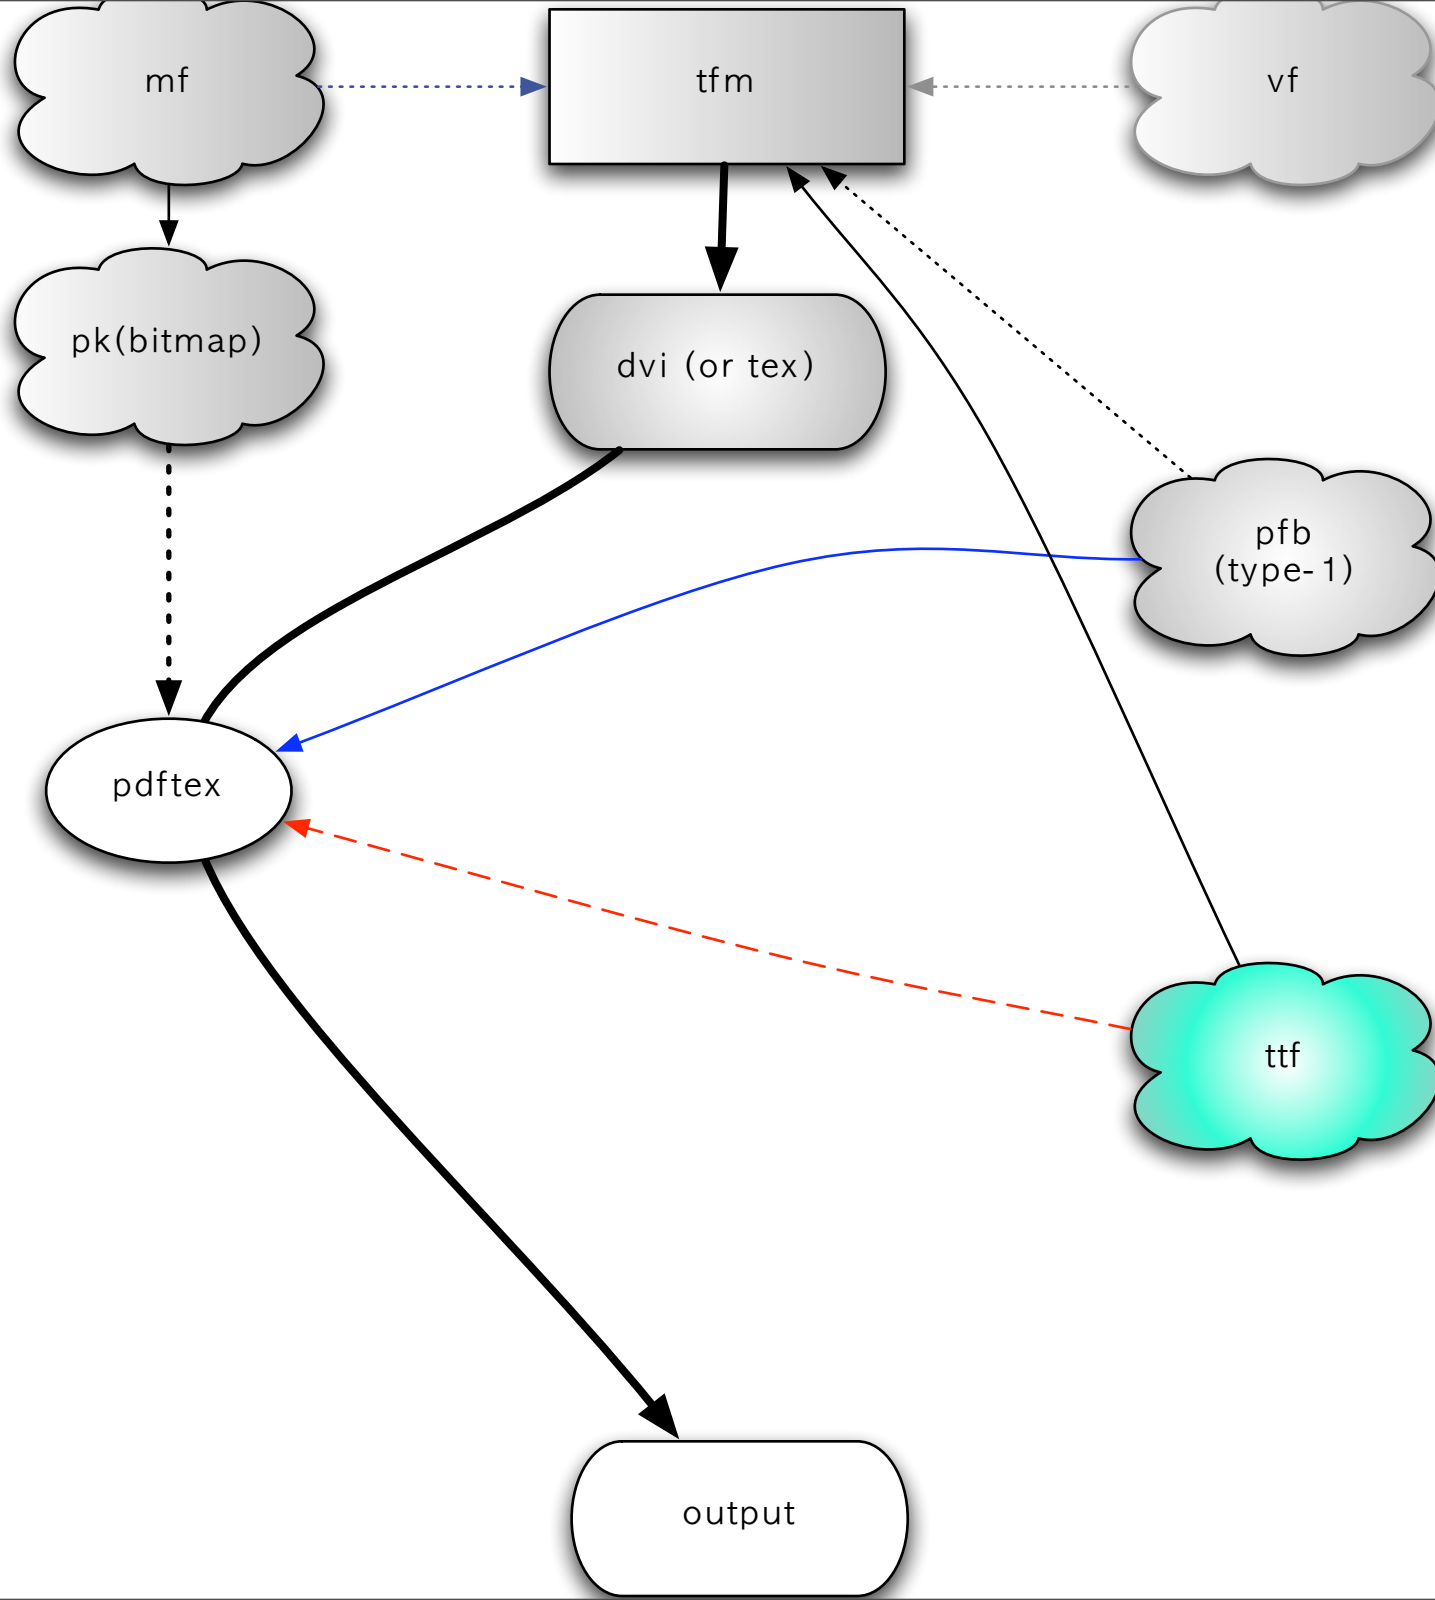 mf
tfm
vf
pk(bitmap)
dvi (or tex)
pfb
(type-1)
pdftex
ttf
output